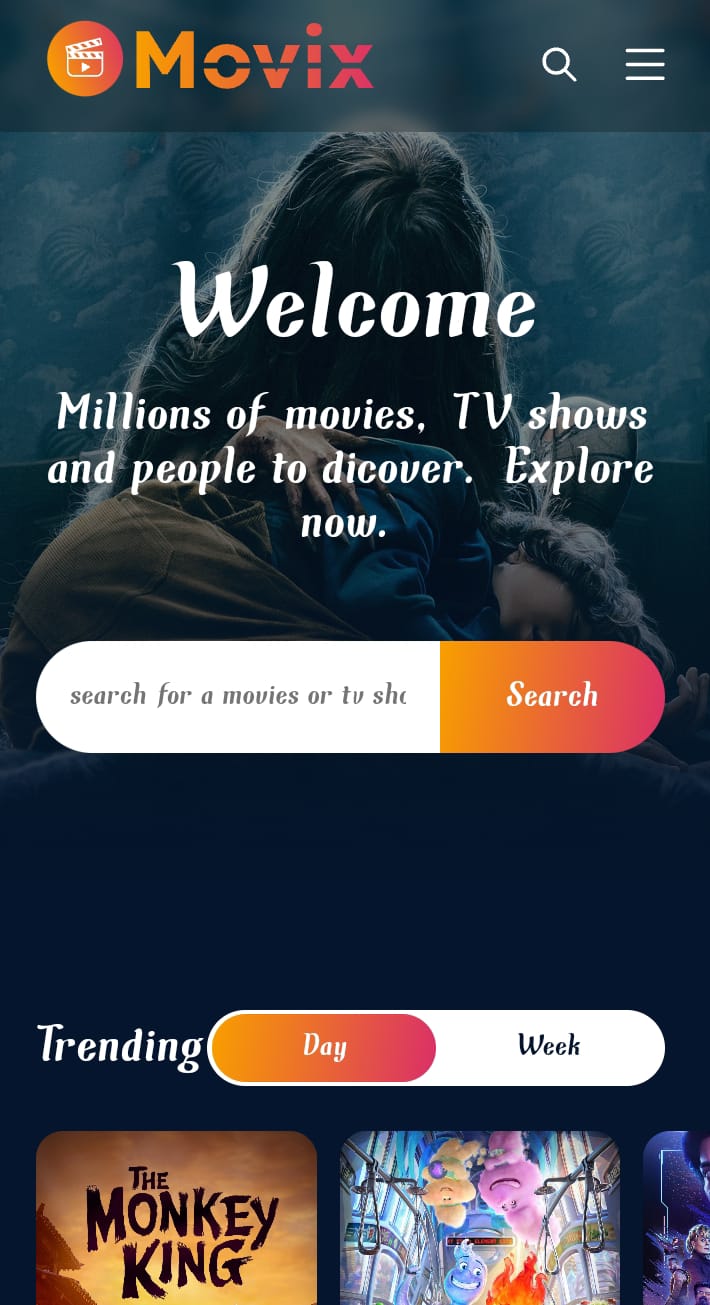 Movix
Welcome
Millions of movies, TV shows
and people to dicover. Explore
now.
search for a movies or tv sho
Search
Trending
Day
Week
THE
MONKEY
KING